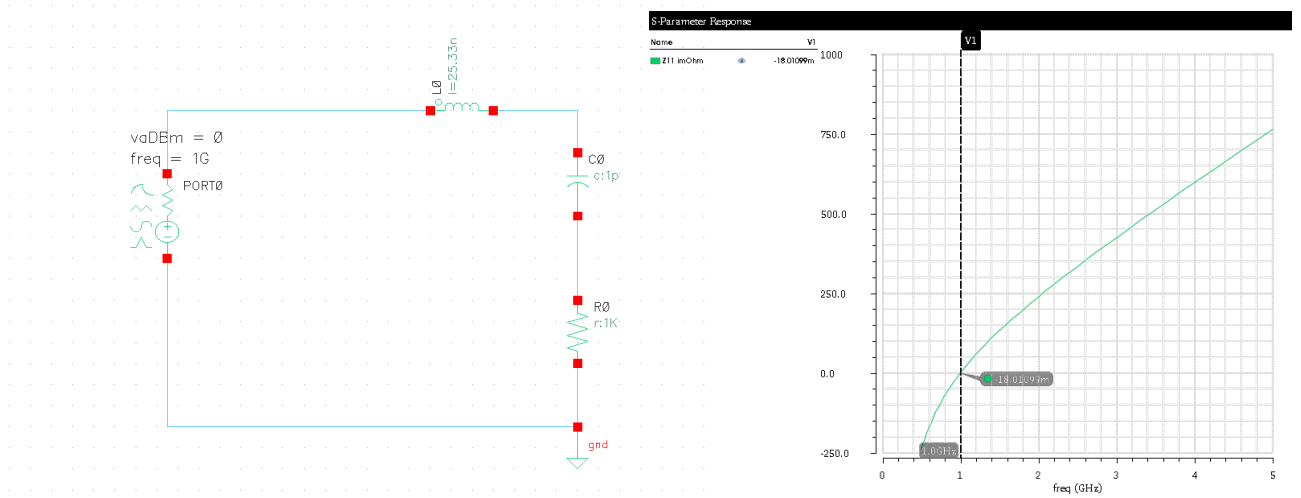 vaDBm = 0
freq = 1G
PORT0
L0
l=25.33n
C0
c:1p
R0
r:1K
gnd
S-Parameter Response
Name V1
Z11 imOhm -18.01099m
V1
1000
750.0
500.0
250.0
0.0
-250.0
-18.01099m
1.0GHz
0 1 2 3 4 5
freq (GHz)